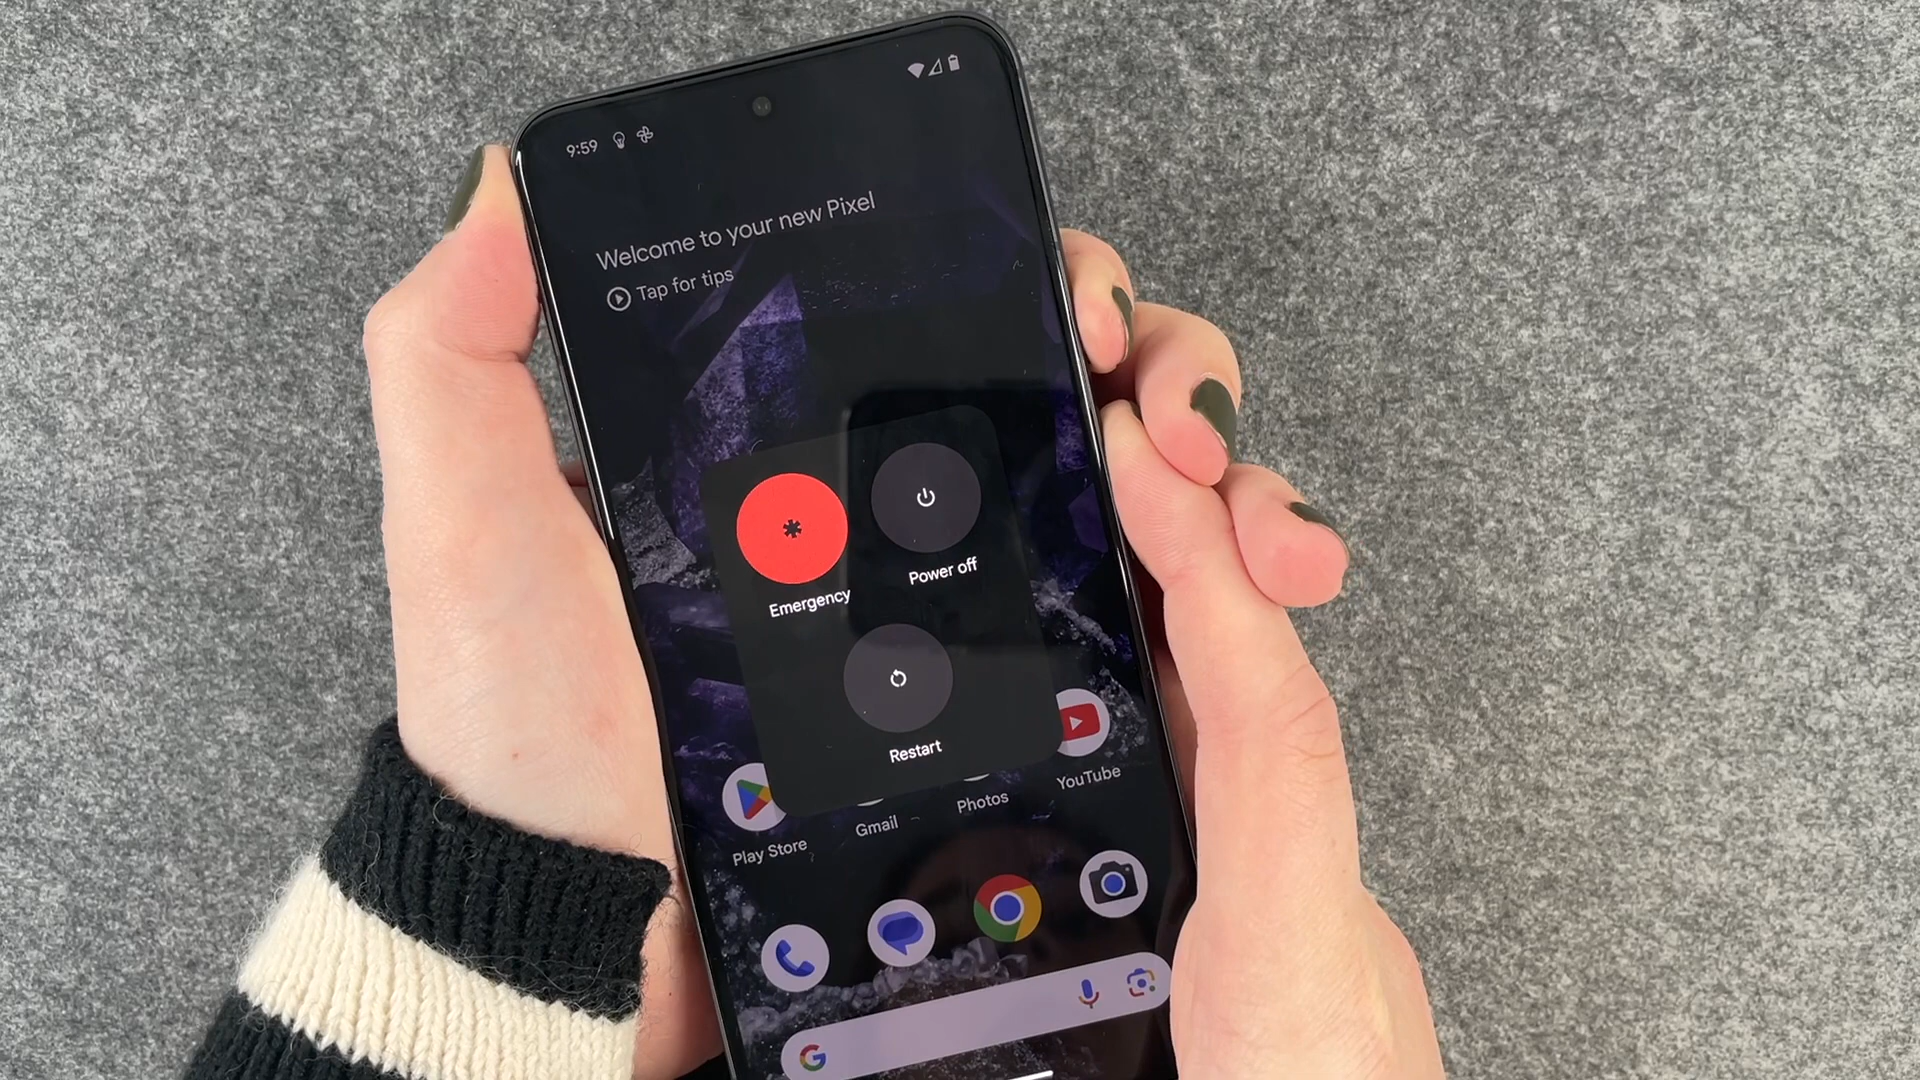 9:59
Welcome to your new Pixel
Tap for tips
Emergency
Power off
Restart
Play Store
Gmail
Photos
YouTube
G